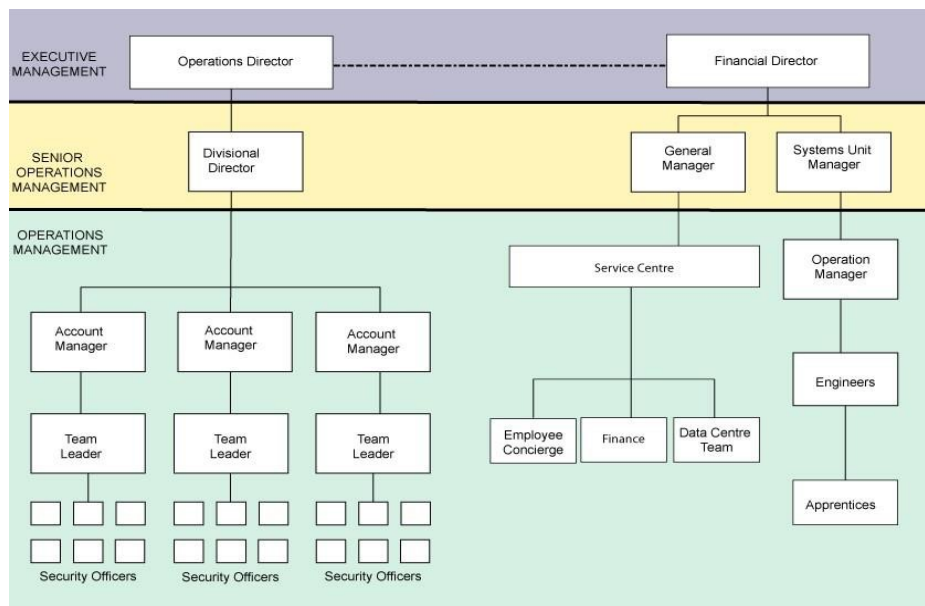 EXECUTIVE
MANAGEMENT
Operations Director
Financial Director
SENIOR
OPERATIONS
MANAGEMENT
Divisional
Director
General
Manager
Systems Unit
Manager
OPERATIONS
MANAGEMENT
Service Centre
Operation
Manager
Account
Manager
Account
Manager
Account
Manager
Engineers
Team
Leader
Team
Leader
Team
Leader
Employee
Concierge
Finance
Data Centre
Team
Apprentices
Security Officers
Security Officers
Security Officers